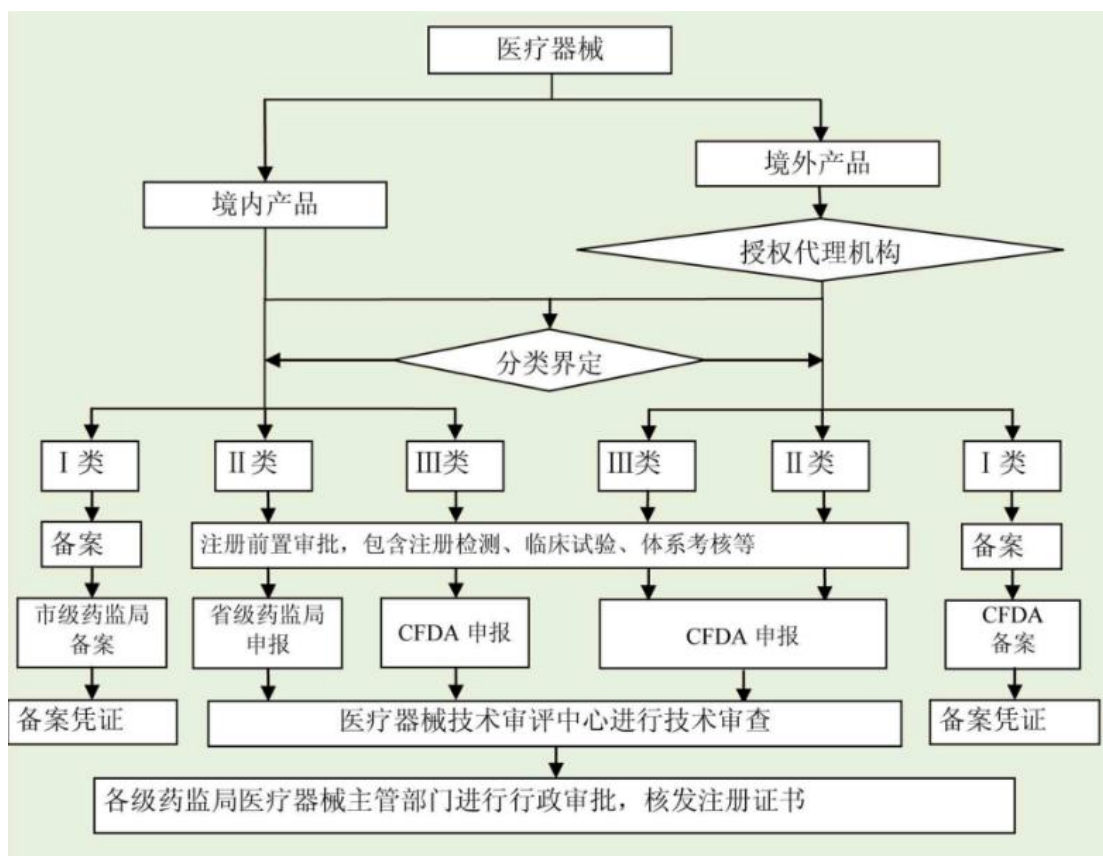 医疗器械
境外产品
境内产品
授权代理机构
分类界定
Ⅰ类
Ⅱ类
Ⅲ类
Ⅲ类
Ⅱ类
Ⅰ类
备案
注册前置审批，包含注册检测、临床试验、体系考核等
备案
市级药监局
备案
省级药监局
申报
CFDA 申报
CFDA 申报
CFDA
备案
备案凭证
医疗器械技术审评中心进行技术审查
备案凭证
各级药监局医疗器械主管部门进行行政审批，核发注册证书